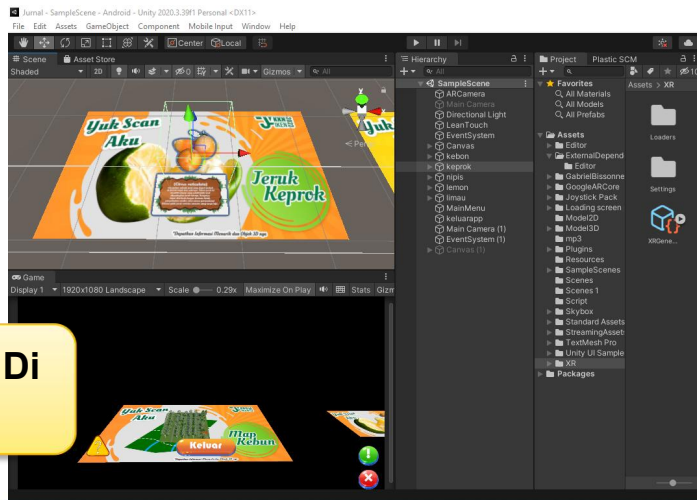 Jurnal - SampleScene - Android - Unity 2020.3.39f1 Personal <DX11>
File Edit Assets GameObject Component Mobile Input Window Help
Center Local
Scene Asset Store
Shaded 2D Gizmos All
Yuk Scan
Aku
Jeruk
Keprok
Yuk
Game
Display 1 1920x1080 Landscape Scale 0.29x Maximize On Play Stats Gizm
Di
Yuk Scan
Aku
Map
Kebun
Keluar
Hierarchy
All
SampleScene
ARCamera
Main Camera
Directional Light
LeanTouch
EventSystem
Canvas
kebon
keprok
nipis
lemon
limau
MainMenu
keluarapp
Main Camera (1)
EventSystem (1)
Canvas (1)
Project Plastic SCM
Favorites
All Materials
All Models
All Prefabs
Assets
Editor
ExternalDepend
Editor
GabrielBissonne
GoogleARCore
Joystick Pack
Loading screen
Model2D
Model3D
mp3
Plugins
Resources
SampleScenes
Scenes
Scenes 1
Script
Skybox
Standard Assets
StreamingAsset
TextMesh Pro
Unity UI Sample
XR
Packages
Assets > XR
Loaders
Settings
XRGene...